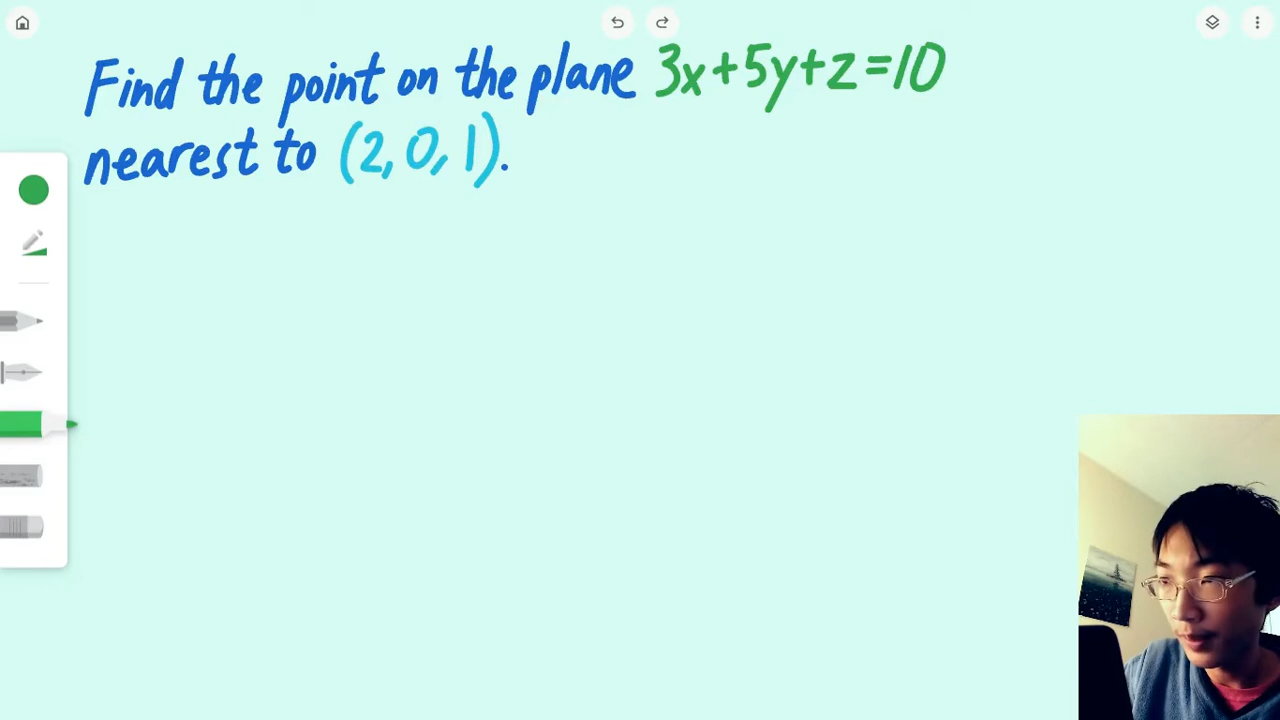 Find the point on the plane 3x+5y+z=10
nearest to (2,0,1).